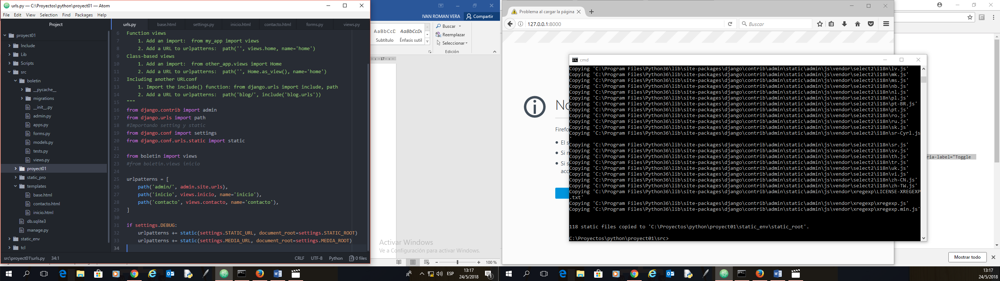 urls.py — C:\Proyectos\python\proyect01 — Atom
File Edit View Selection Find Packages Help
Project
proyect01
Include
Lib
Scripts
src
boletin
__pycache__
migrations
__init__.py
admin.py
apps.py
forms.py
models.py
tests.py
views.py
proyect01
static_pro
templates
base.html
contacto.html
inicio.html
db.sqlite3
manage.py
static_env
tcl
urls.py base.html settings.py inicio.html contacto.html forms.py views.py
6 Function views
7     1. Add an import:  from my_app import views
8     2. Add a URL to urlpatterns:  path('', views.home, name='home')
9 Class-based views
10     1. Add an import:  from other_app.views import Home
11     2. Add a URL to urlpatterns:  path('', Home.as_view(), name='home')
12 Including another URLconf
13     1. Import the include() function: from django.urls import include, path
14     2. Add a URL to urlpatterns:  path('blog/', include('blog.urls'))
15 """
16 from django.contrib import admin
17 from django.urls import path
18 #Importando setting y static
19 from django.conf import settings
20 from django.conf.urls.static import static
21
22 from boletin import views
23 #from boletin.views inicio
24
25 urlpatterns = [
26     path('admin/', admin.site.urls),
27     path('inicio', views.inicio, name='inicio'),
28     path('contacto', views.contacto, name='contacto'),
29 ]
30
31 if settings.DEBUG:
32     urlpatterns += static(settings.STATIC_URL, document_root=settings.STATIC_ROOT)
33     urlpatterns += static(settings.MEDIA_URL, document_root=settings.MEDIA_ROOT)
34
src\proyect01\urls.py 34:1 CRLF UTF-8 Python 0 files
IVAN ROMAN VERA Compartir
AaBbCcD AaBbCcDc
Subtítulo Énfasis sutil
Buscar
Reemplazar
Seleccionar
Edición
17
Activar Windows
Ve a Configuración para activar Windows.
100 %
13:17
ESP
24/5/2018
1
Problema al cargar la página
127.0.0.1:8000
Buscar
No
Firefo
El s
Si n
Si s
acc
cmd
Copying 'C:\Program Files\Python36\lib\site-packages\django\contrib\admin\static\admin\js\vendor\select2\i18n\lv.js'
Copying 'C:\Program Files\Python36\lib\site-packages\django\contrib\admin\static\admin\js\vendor\select2\i18n\mk.js'
Copying 'C:\Program Files\Python36\lib\site-packages\django\contrib\admin\static\admin\js\vendor\select2\i18n\ms.js'
Copying 'C:\Program Files\Python36\lib\site-packages\django\contrib\admin\static\admin\js\vendor\select2\i18n\nb.js'
Copying 'C:\Program Files\Python36\lib\site-packages\django\contrib\admin\static\admin\js\vendor\select2\i18n\nl.js'
Copying 'C:\Program Files\Python36\lib\site-packages\django\contrib\admin\static\admin\js\vendor\select2\i18n\pl.js'
Copying 'C:\Program Files\Python36\lib\site-packages\django\contrib\admin\static\admin\js\vendor\select2\i18n\pt-BR.js'
Copying 'C:\Program Files\Python36\lib\site-packages\django\contrib\admin\static\admin\js\vendor\select2\i18n\pt.js'
Copying 'C:\Program Files\Python36\lib\site-packages\django\contrib\admin\static\admin\js\vendor\select2\i18n\ro.js'
Copying 'C:\Program Files\Python36\lib\site-packages\django\contrib\admin\static\admin\js\vendor\select2\i18n\ru.js'
Copying 'C:\Program Files\Python36\lib\site-packages\django\contrib\admin\static\admin\js\vendor\select2\i18n\sk.js'
Copying 'C:\Program Files\Python36\lib\site-packages\django\contrib\admin\static\admin\js\vendor\select2\i18n\sr-Cyrl.js
'
Copying 'C:\Program Files\Python36\lib\site-packages\django\contrib\admin\static\admin\js\vendor\select2\i18n\sr.js'
Copying 'C:\Program Files\Python36\lib\site-packages\django\contrib\admin\static\admin\js\vendor\select2\i18n\sv.js'
Copying 'C:\Program Files\Python36\lib\site-packages\django\contrib\admin\static\admin\js\vendor\select2\i18n\th.js'
Copying 'C:\Program Files\Python36\lib\site-packages\django\contrib\admin\static\admin\js\vendor\select2\i18n\tr.js'
Copying 'C:\Program Files\Python36\lib\site-packages\django\contrib\admin\static\admin\js\vendor\select2\i18n\uk.js'
Copying 'C:\Program Files\Python36\lib\site-packages\django\contrib\admin\static\admin\js\vendor\select2\i18n\vi.js'
Copying 'C:\Program Files\Python36\lib\site-packages\django\contrib\admin\static\admin\js\vendor\select2\i18n\zh-CN.js'
Copying 'C:\Program Files\Python36\lib\site-packages\django\contrib\admin\static\admin\js\vendor\select2\i18n\zh-TW.js'
Copying 'C:\Program Files\Python36\lib\site-packages\django\contrib\admin\static\admin\js\vendor\xregexp\LICENSE-XREGEXP
.txt'
Copying 'C:\Program Files\Python36\lib\site-packages\django\contrib\admin\static\admin\js\vendor\xregexp\xregexp.js'
Copying 'C:\Program Files\Python36\lib\site-packages\django\contrib\admin\static\admin\js\vendor\xregexp\xregexp.min.js'
118 static files copied to 'C:\Proyectos\python\proyect01\static_env\static_root'.
C:\Proyectos\python\proyect01\src>
ria-label="Toggle
Mostrar todo
13:17
24/5/2018